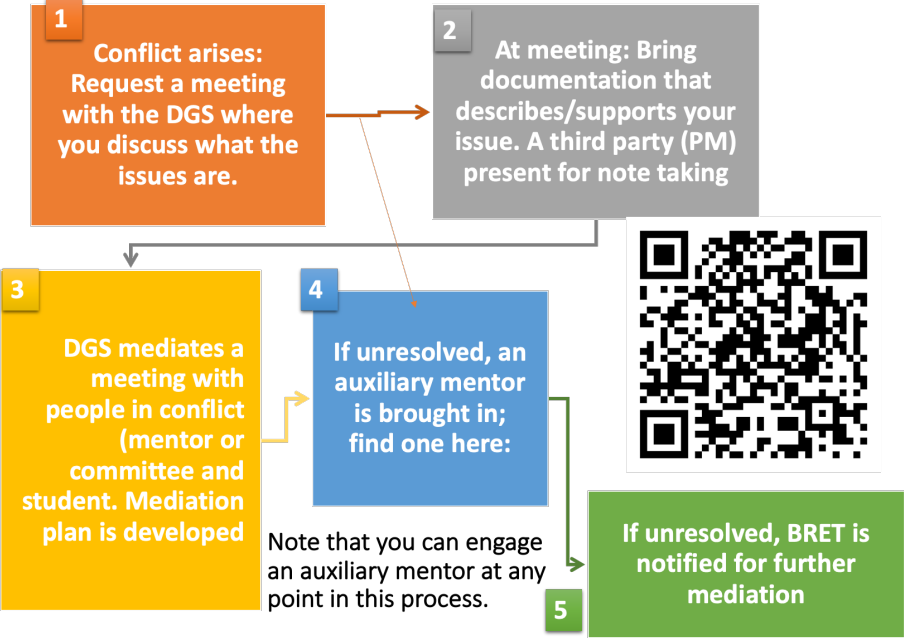 1
Conflict arises:
Request a meeting
with the DGS where
you discuss what the
issues are.
2
At meeting: Bring
documentation that
describes/supports your
issue. A third party (PM)
present for note taking
3
DGS mediates a
meeting with
people in conflict
(mentor or
committee and
student. Mediation
plan is developed
4
If unresolved, an
auxiliary mentor
is brought in;
find one here:
Note that you can engage
an auxiliary mentor at any
point in this process.
5
If unresolved, BRET is
notified for further
mediation